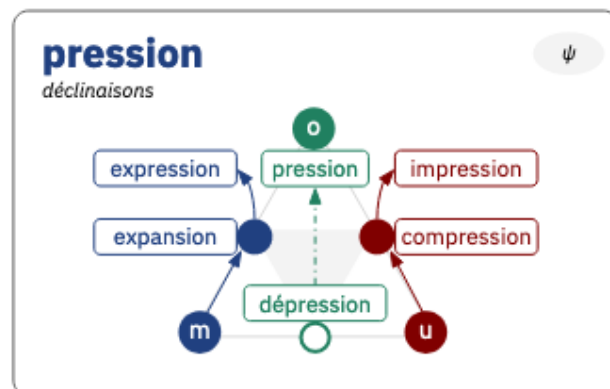 pression
ψ
déclinaisons
o
expression
pression
impression
expansion
compression
dépression
m
u